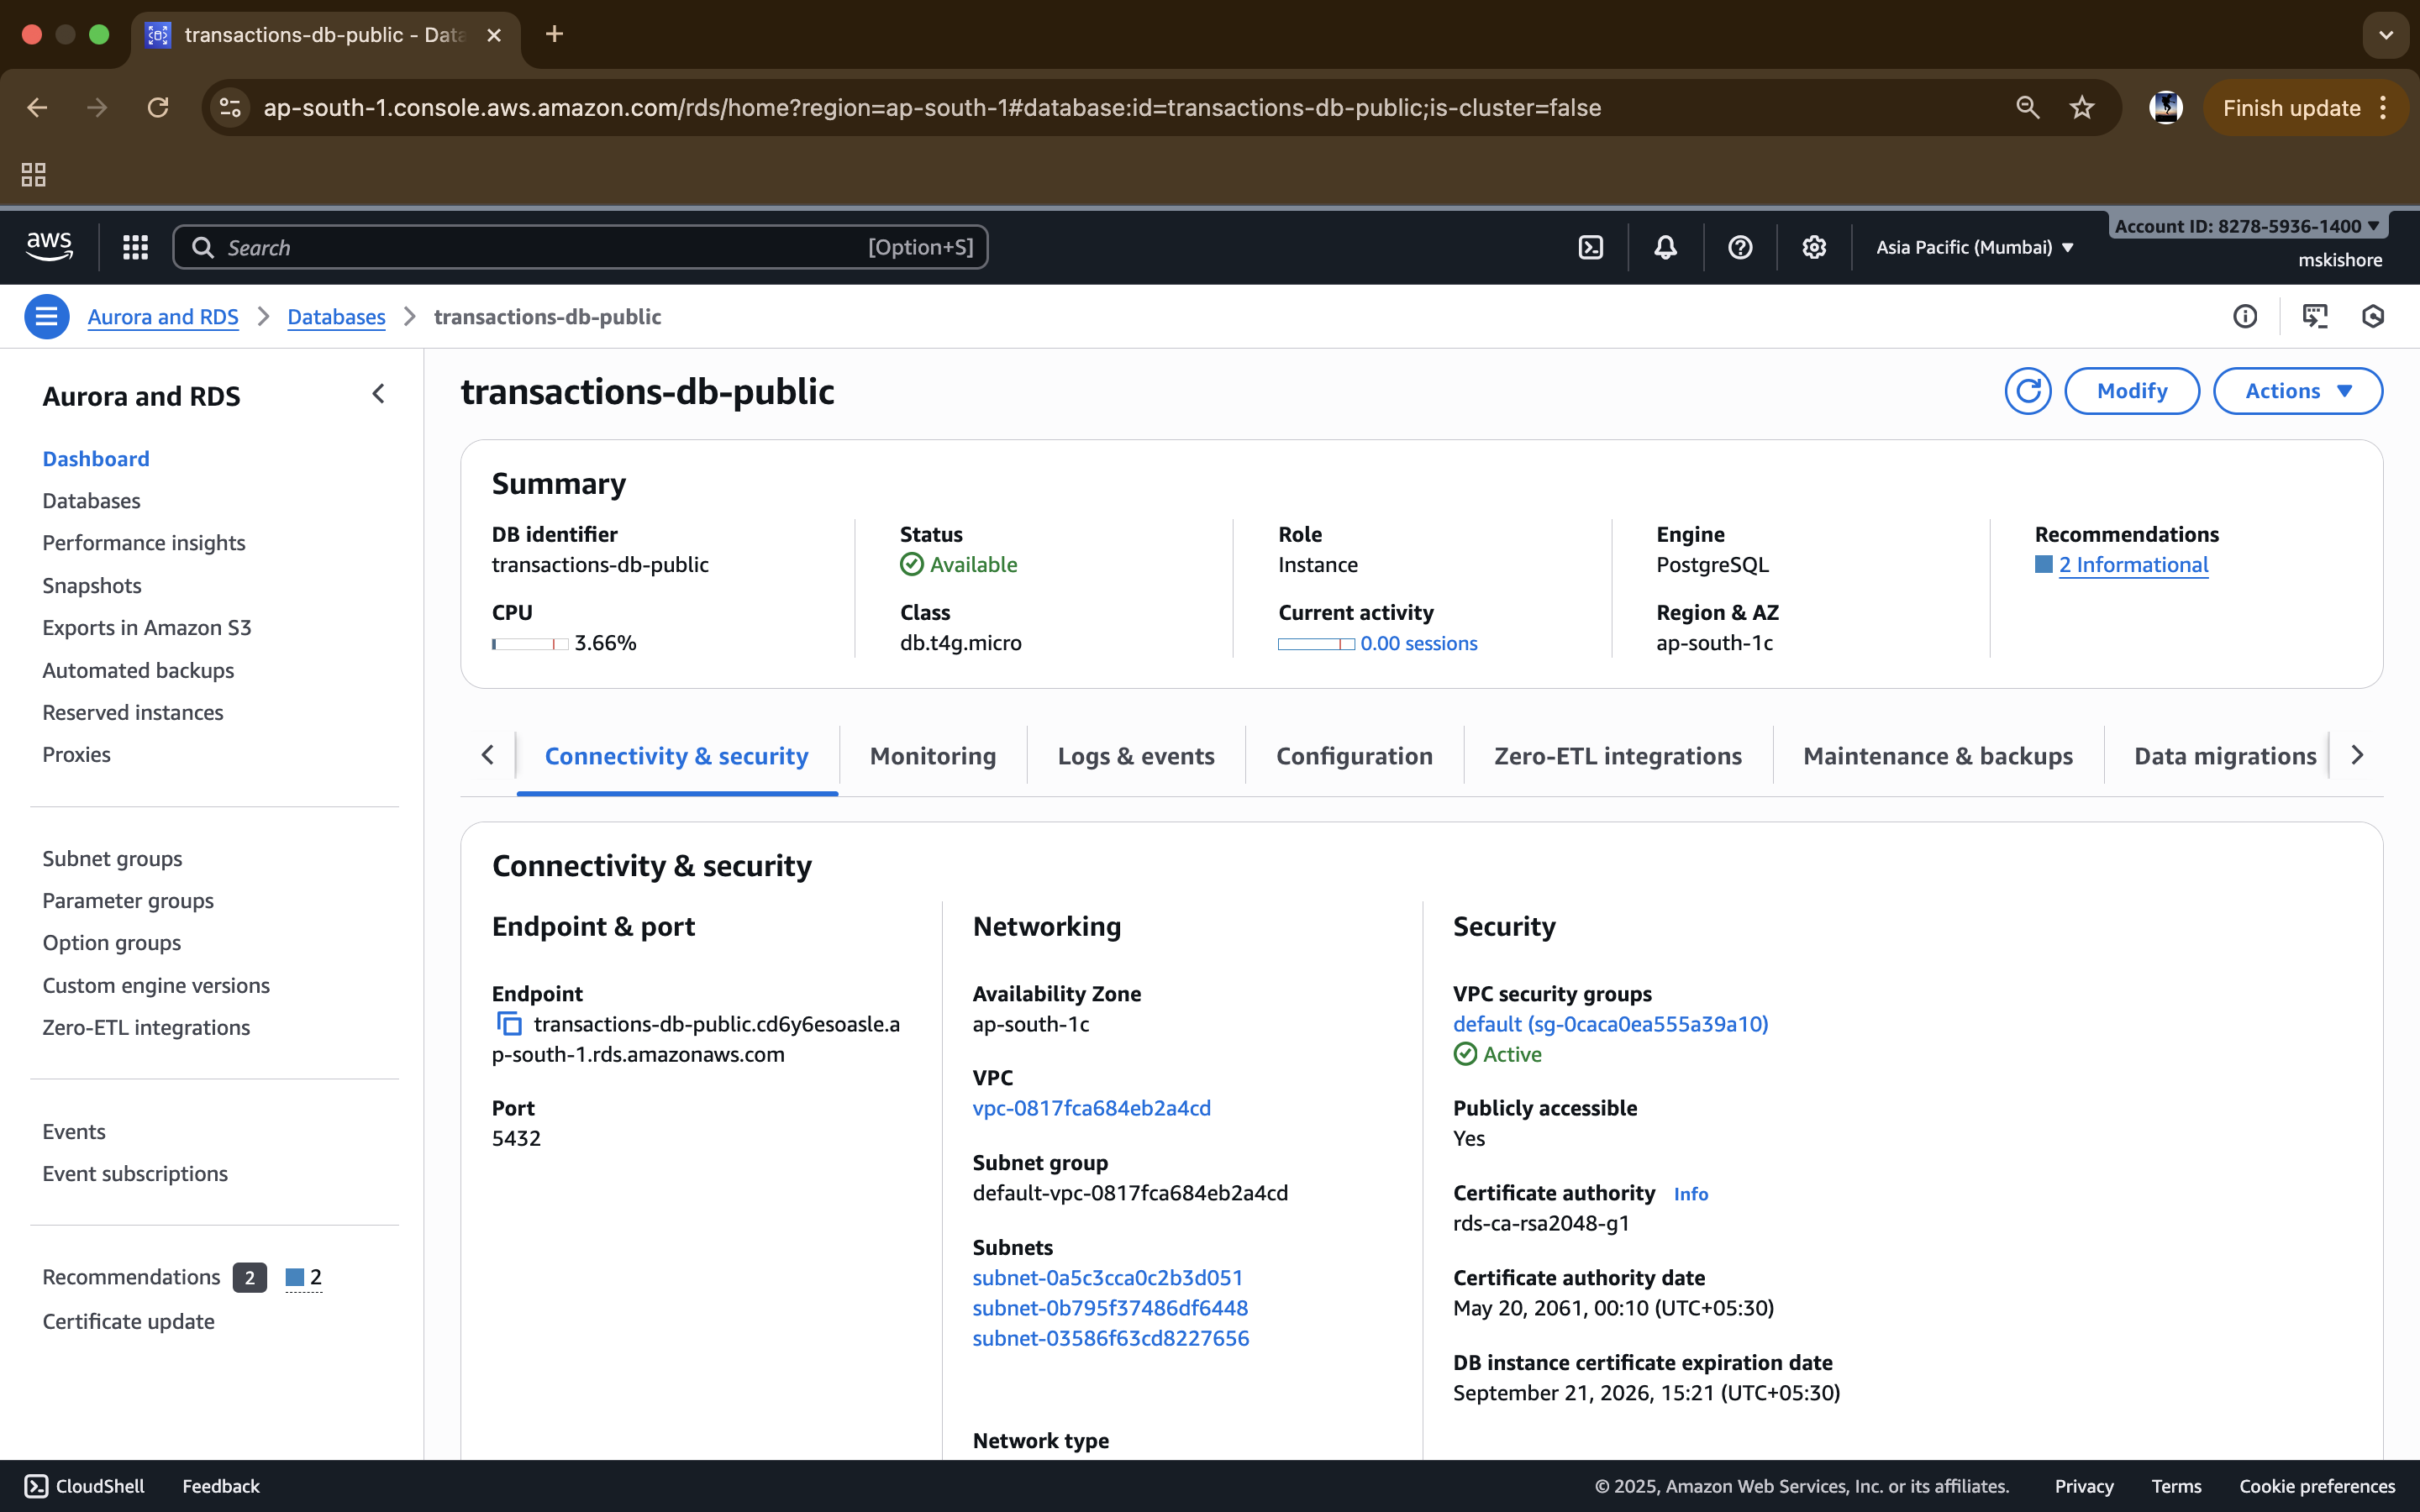 transactions-db-public - Data
ap-south-1.console.aws.amazon.com/rds/home?region=ap-south-1#database:id=transactions-db-public;is-cluster=false
Finish update
aws
Search
[Option+S]
Asia Pacific (Mumbai)
Account ID: 8278-5936-1400
mskishore
Aurora and RDS
Databases
transactions-db-public
Aurora and RDS
Dashboard
Databases
Performance insights
Snapshots
Exports in Amazon S3
Automated backups
Reserved instances
Proxies
Subnet groups
Parameter groups
Option groups
Custom engine versions
Zero-ETL integrations
Events
Event subscriptions
Recommendations 2 2
Certificate update
transactions-db-public
Modify
Actions
Summary
DB identifier
transactions-db-public
CPU
3.66%
Status
Available
Class
db.t4g.micro
Role
Instance
Current activity
0.00 sessions
Engine
PostgreSQL
Region & AZ
ap-south-1c
Recommendations
2 Informational
Connectivity & security
Monitoring
Logs & events
Configuration
Zero-ETL integrations
Maintenance & backups
Data migrations
Connectivity & security
Endpoint & port
Endpoint
transactions-db-public.cd6y6esoasle.a
p-south-1.rds.amazonaws.com
Port
5432
Networking
Availability Zone
ap-south-1c
VPC
vpc-0817fca684eb2a4cd
Subnet group
default-vpc-0817fca684eb2a4cd
Subnets
subnet-0a5c3cca0c2b3d051
subnet-0b795f37486df6448
subnet-03586f63cd8227656
Network type
Security
VPC security groups
default (sg-0caca0ea555a39a10)
Active
Publicly accessible
Yes
Certificate authority Info
rds-ca-rsa2048-g1
Certificate authority date
May 20, 2061, 00:10 (UTC+05:30)
DB instance certificate expiration date
September 21, 2026, 15:21 (UTC+05:30)
CloudShell
Feedback
© 2025, Amazon Web Services, Inc. or its affiliates.
Privacy
Terms
Cookie preferences